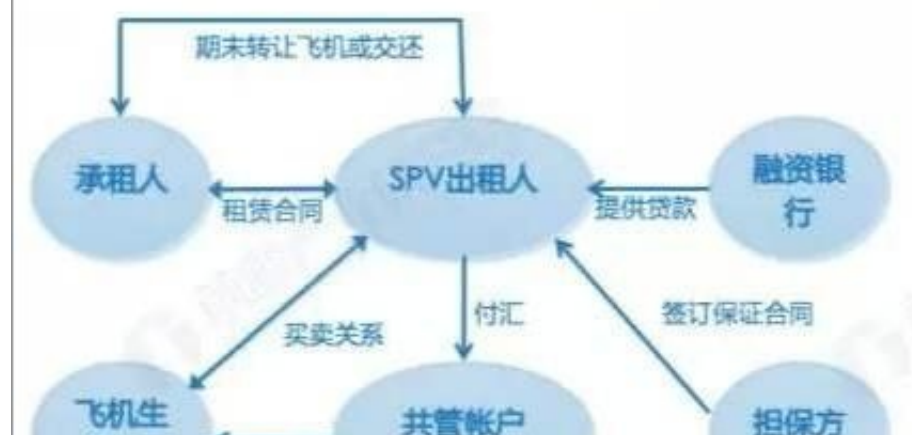 期末转让飞机或交还
承租人
SPV出租人
融资银
行
租赁合同
提供贷款
付汇
签订保证合同
买卖关系
飞机生
共管帐户
担保方